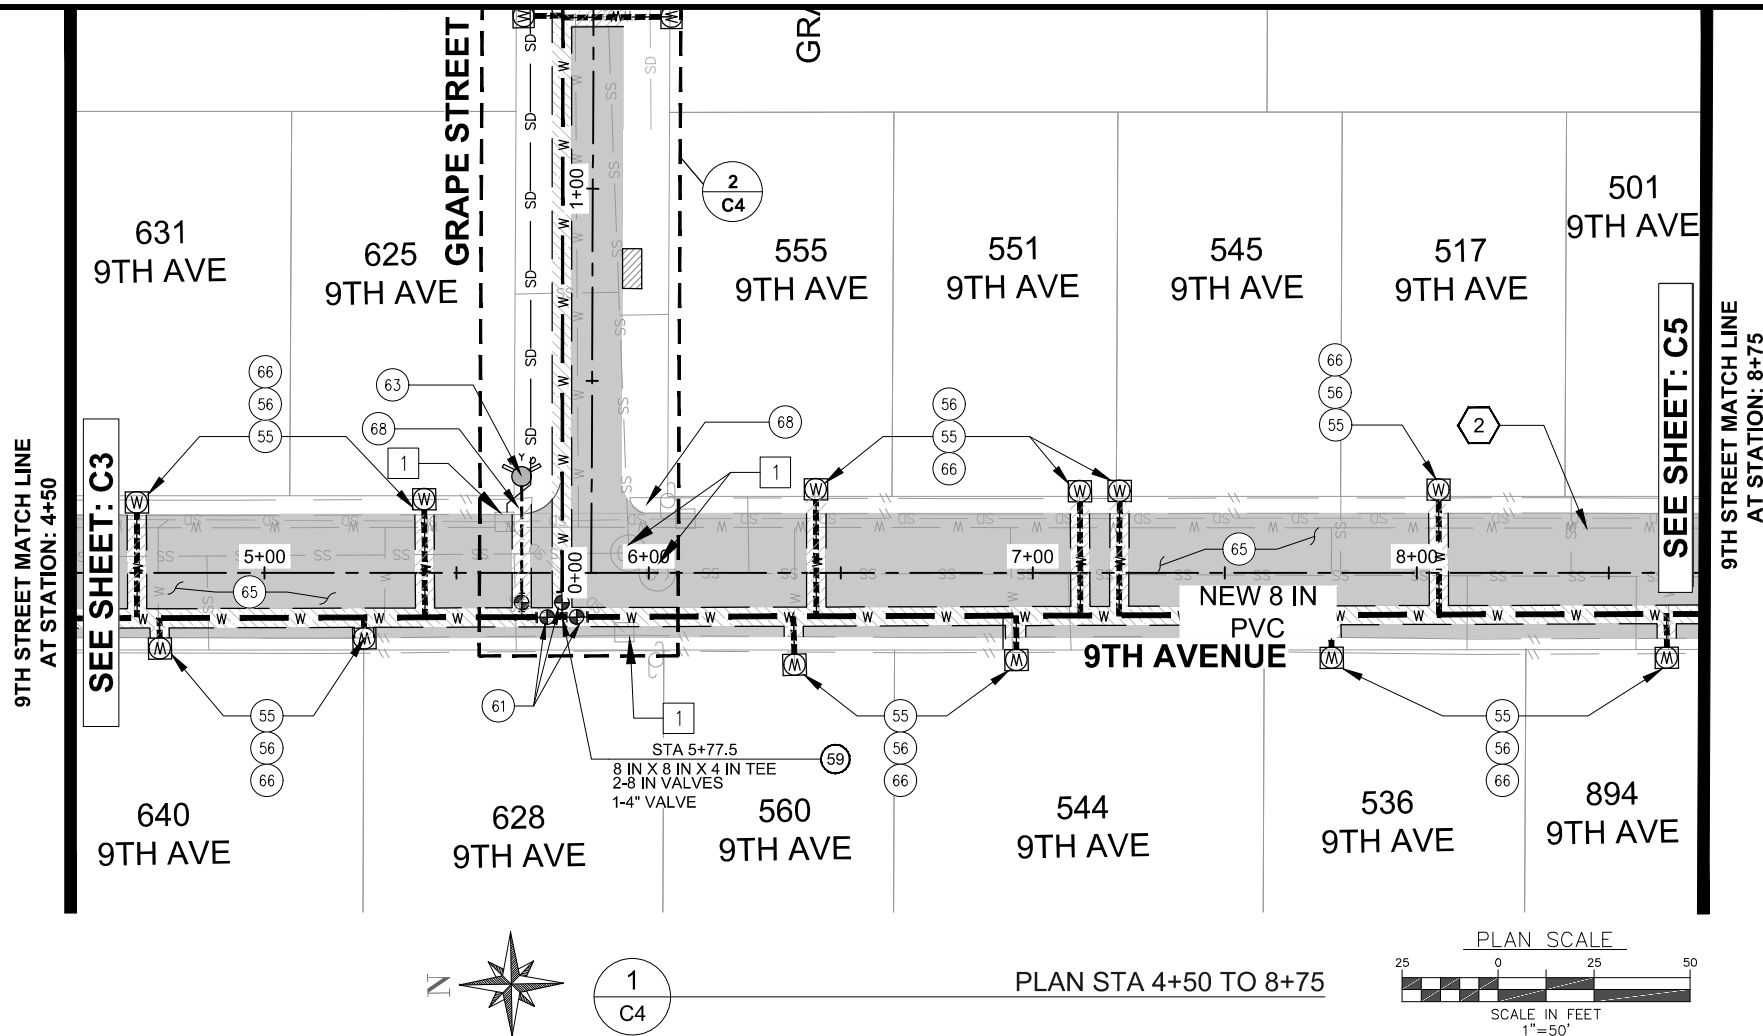 GRAPE STREET
GRA
1+00
2
C4
631
9TH AVE
625
9TH AVE
555
9TH AVE
551
9TH AVE
545
9TH AVE
517
9TH AVE
501
9TH AVE
9TH STREET MATCH LINE
AT STATION: 4+50
SEE SHEET: C3
SEE SHEET: C5
9TH STREET MATCH LINE
AT STATION: 8+75
66
56
55
63
68
1
68
1
56
55
66
66
56
55
2
5+00
0+00
6+00
7+00
8+00
65
65
NEW 8 IN
PVC
9TH AVENUE
61
1
55
56
66
55
56
66
55
56
66
STA 5+77.5
59
8 IN X 8 IN X 4 IN TEE
2-8 IN VALVES
1-4" VALVE
640
9TH AVE
628
9TH AVE
560
9TH AVE
544
9TH AVE
536
9TH AVE
894
9TH AVE
N
1
C4
PLAN STA 4+50 TO 8+75
PLAN SCALE
25 0 25 50
SCALE IN FEET
1"=50'